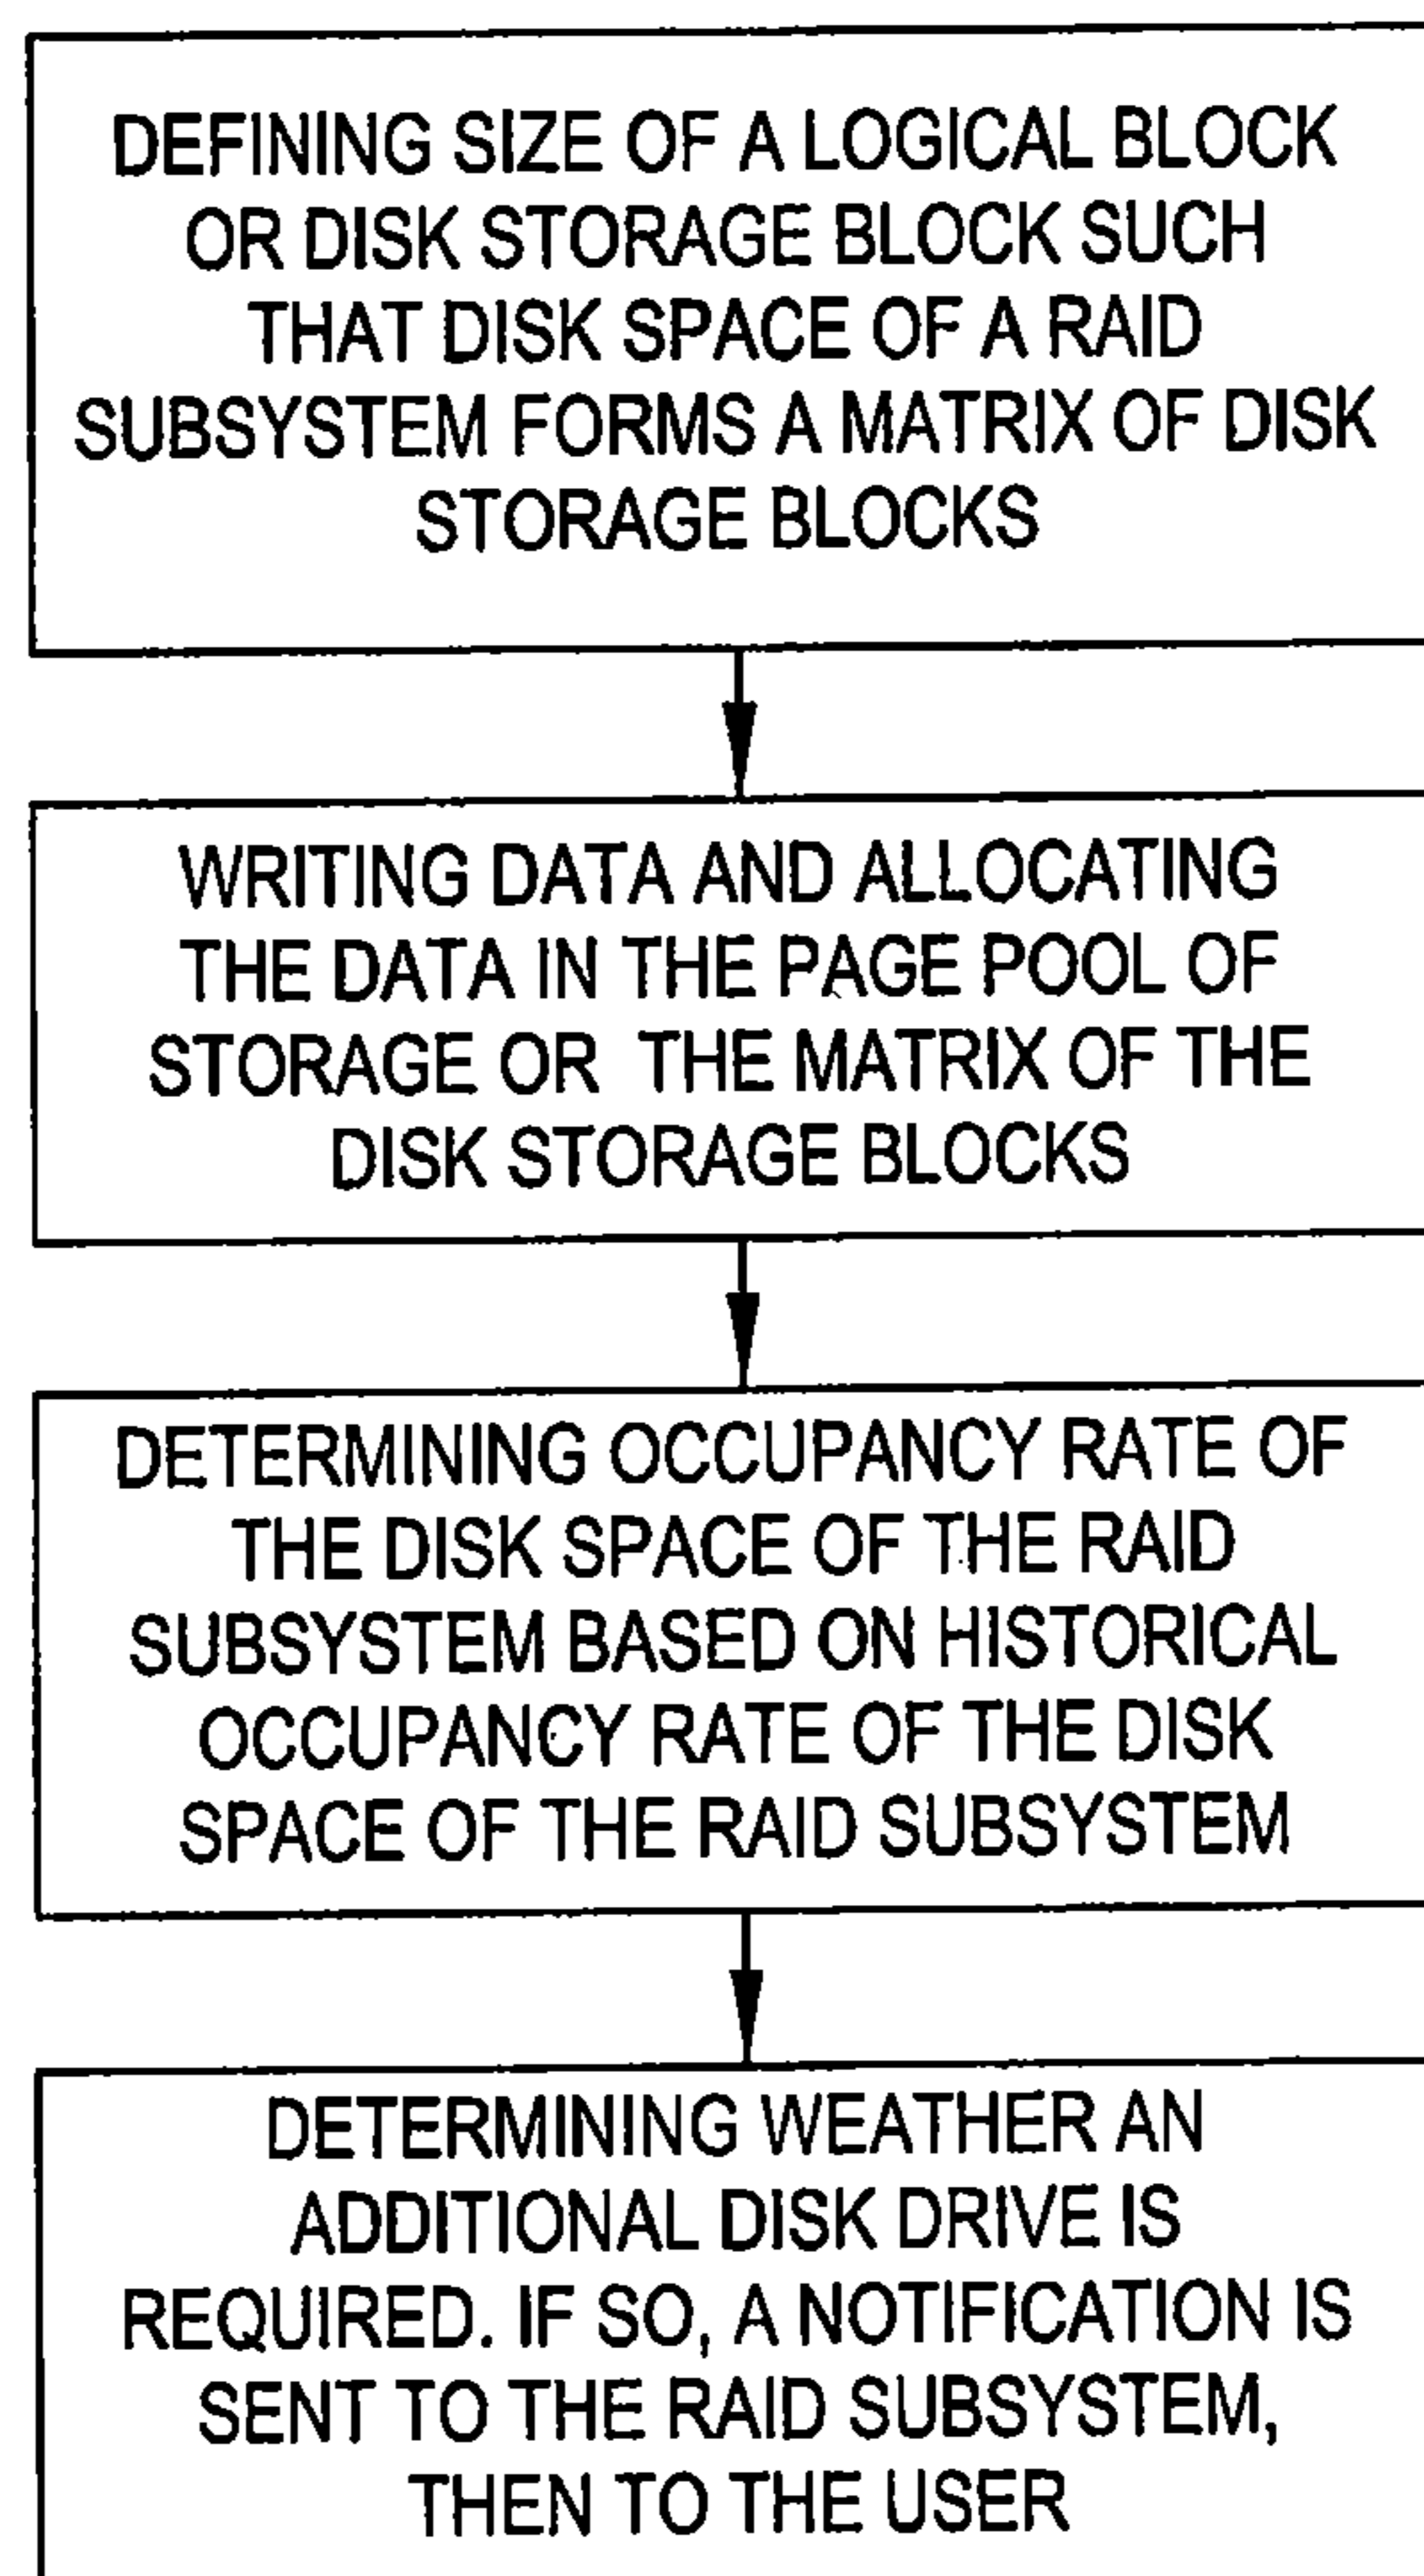 DEFINING SIZE OF A LOGICAL BLOCK
OR DISK STORAGE BLOCK SUCH
THAT DISK SPACE OF A RAID
SUBSYSTEM FORMS A MATRIX OF DISK
STORAGE BLOCKS
WRITING DATA AND ALLOCATING
THE DATA IN THE PAGE POOL OF
STORAGE OR THE MATRIX OF THE
DISK STORAGE BLOCKS
DETERMINING OCCUPANCY RATE OF
THE DISK SPACE OF THE RAID
SUBSYSTEM BASED ON HISTORICAL
OCCUPANCY RATE OF THE DISK
SPACE OF THE RAID SUBSYSTEM
DETERMINING WEATHER AN
ADDITIONAL DISK DRIVE IS
REQUIRED. IF SO, A NOTIFICATION IS
SENT TO THE RAID SUBSYSTEM,
THEN TO THE USER